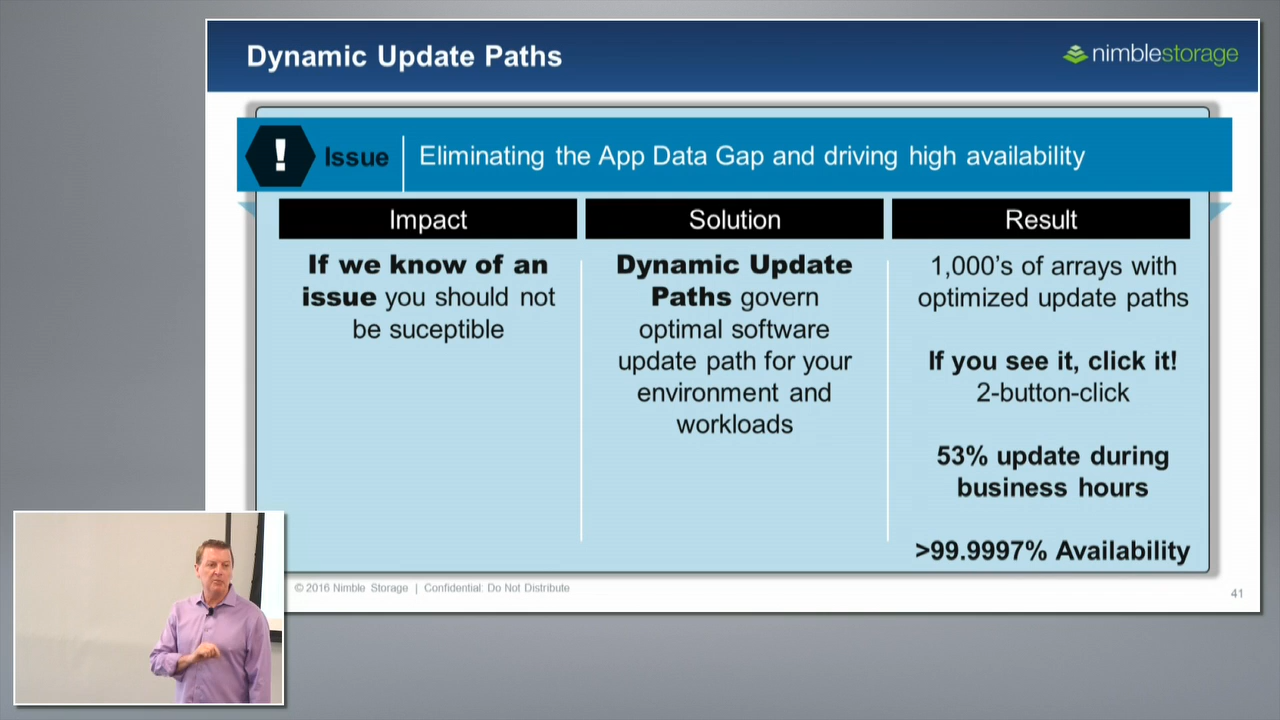 Dynamic Update Paths
nimblestorage
!
Issue
Eliminating the App Data Gap and driving high availability
Impact
Solution
Result
If we know of an
issue you should not
be suceptible
Dynamic Update
Paths govern
optimal software
update path for your
environment and
workloads
1,000's of arrays with
optimized update paths
If you see it, click it!
2-button-click
53% update during
business hours
>99.9997% Availability
© 2016 Nimble Storage | Confidential: Do Not Distribute
41